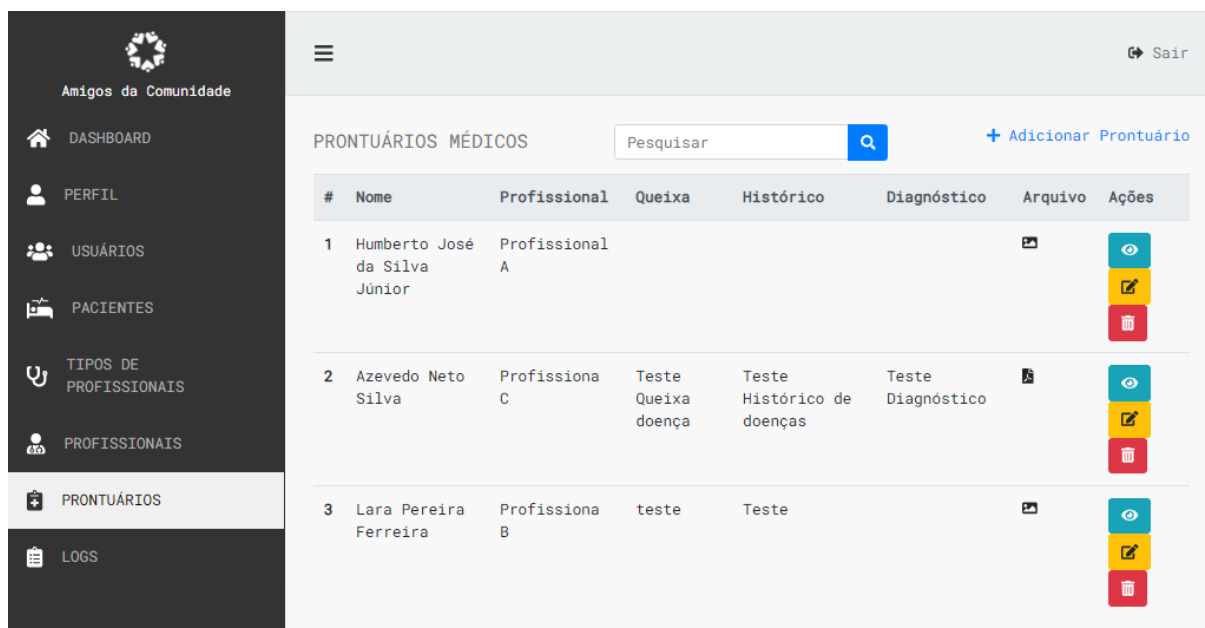 Amigos da Comunidade
DASHBOARD
PERFIL
USUÁRIOS
PACIENTES
TIPOS DE
PROFISSIONAIS
PROFISSIONAIS
PRONTUÁRIOS
LOGS
Sair
PRONTUÁRIOS MÉDICOS
Pesquisar
+ Adicionar Prontuário
# Nome Profissional Queixa Histórico Diagnóstico Arquivo Ações
1 Humberto José Profissional
da Silva A
Júnior
2 Azevedo Neto Profissiona Teste Teste Teste
Silva C Queixa Histórico de Diagnóstico
doença doenças
3 Lara Pereira Profissiona teste Teste
Ferreira B